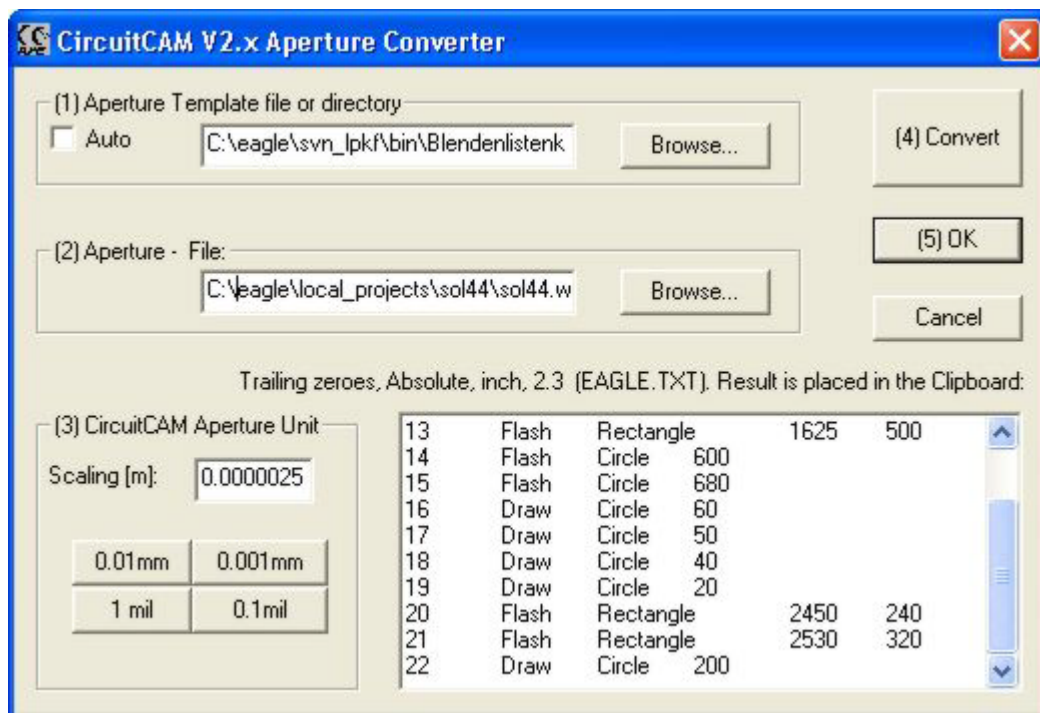 CircuitCAM V2.x Aperture Converter
(1) Aperture Template file or directory
Auto
C:\eagle\svn_lpkf\bin\Blendenlistenk
Browse...
(4) Convert
(5) OK
(2) Aperture - File:
C:\eagle\local_projects\sol44\sol44.w
Browse...
Cancel
Trailing zeroes, Absolute, inch, 2.3 (EAGLE.TXT). Result is placed in the Clipboard:
(3) CircuitCAM Aperture Unit
Scaling [m]: 0.0000025
0.01mm 0.001mm
1 mil 0.1mil
13 Flash Rectangle 1625 500
14 Flash Circle 600
15 Flash Circle 680
16 Draw Circle 60
17 Draw Circle 50
18 Draw Circle 40
19 Draw Circle 20
20 Flash Rectangle 2450 240
21 Flash Rectangle 2530 320
22 Draw Circle 200